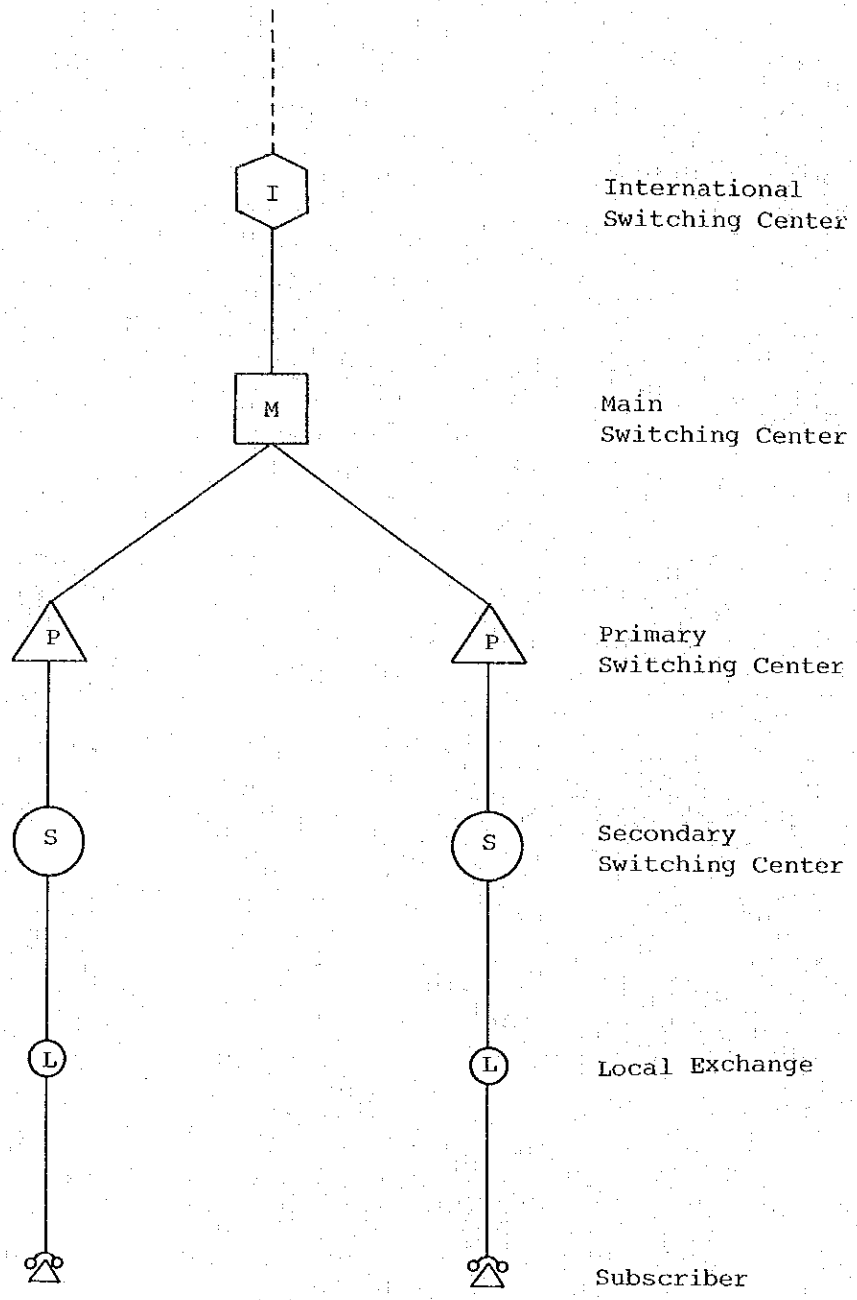 I
International
Switching Center
M
Main
Switching Center
P
P
Primary
Switching Center
S
S
Secondary
Switching Center
L
L
Local Exchange
Subscriber